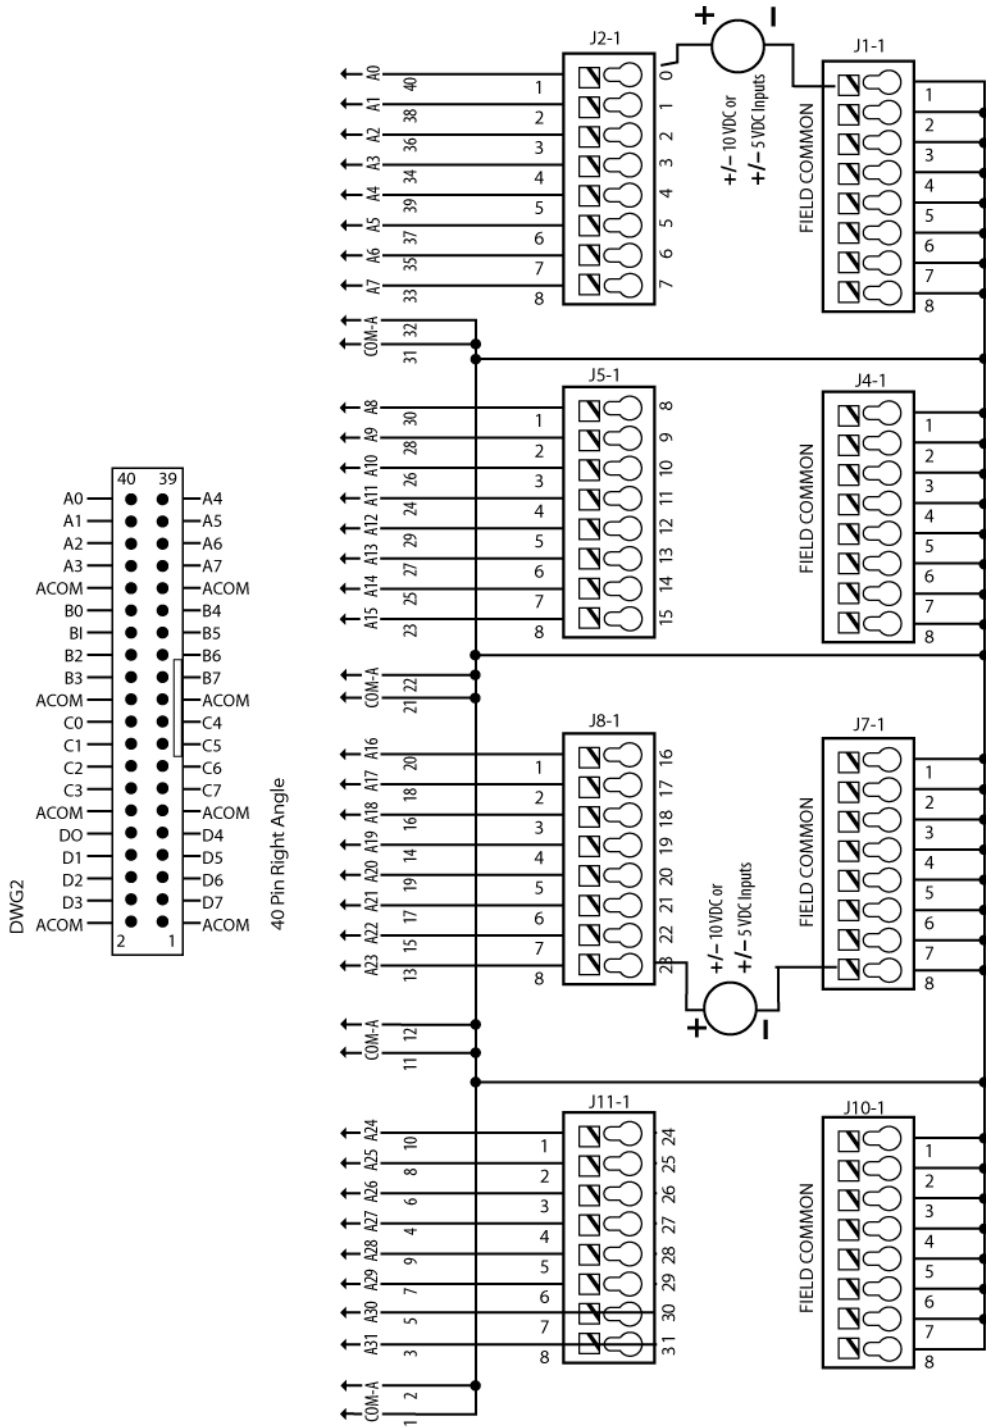 DWG2
40 39
A0 A4
A1 A5
A2 A6
A3 A7
ACOM ACOM
B0 B4
BI B5
B2 B6
B3 B7
ACOM ACOM
C0 C4
C1 C5
C2 C6
C3 C7
ACOM ACOM
DO D4
D1 D5
D2 D6
D3 D7
ACOM ACOM
2 1
40 Pin Right Angle
J2-1
A0 40 1 0
A1 38 2 1
A2 36 3 2
A3 34 4 3
A4 39 5 4
A5 37 6 5
A6 35 7 6
A7 33 8 7
COM-A 32
31
+ −
+/− 10 VDC or
+/− 5 VDC Inputs
J1-1
FIELD COMMON
1
2
3
4
5
6
7
8
J5-1
A8 30 1 8
A9 28 2 9
A10 26 3 10
A11 24 4 11
A12 29 5 12
A13 27 6 13
A14 25 7 14
A15 23 8 15
COM-A 22
21
J4-1
FIELD COMMON
1
2
3
4
5
6
7
8
J8-1
A16 20 1 16
A17 18 2 17
A18 16 3 18
A19 14 4 19
A20 19 5 20
A21 17 6 21
A22 15 7 22
A23 13 8 23
COM-A 12
11
+/− 10 VDC or
+/− 5 VDC Inputs
+ −
J7-1
FIELD COMMON
1
2
3
4
5
6
7
8
J11-1
A24 10 1 24
A25 8 2 25
A26 6 3 26
A27 4 4 27
A28 9 5 28
A29 7 6 29
A30 5 7 30
A31 3 8 31
COM-A 2
1
J10-1
FIELD COMMON
1
2
3
4
5
6
7
8